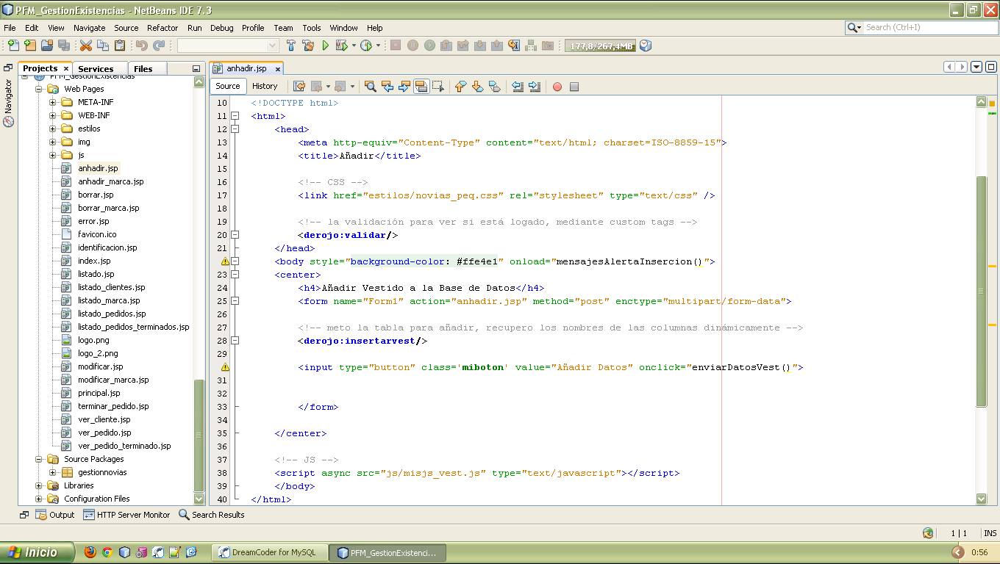 PFM_GestionExistencias - NetBeans IDE 7.3
File Edit View Navigate Source Refactor Run Debug Profile Team Tools Window Help
Search (Ctrl+I)
177,8/267,4MB
Projects Services Files
anhadir.jsp
Navigator
Source History
PFM_GestionExistencias
Web Pages
META-INF
WEB-INF
estilos
img
js
anhadir.jsp
anhadir_marca.jsp
borrar.jsp
borrar_marca.jsp
error.jsp
favicon.ico
identificacion.jsp
index.jsp
listado.jsp
listado_clientes.jsp
listado_marca.jsp
listado_pedidos.jsp
listado_pedidos_terminados.jsp
logo.png
logo_2.png
modificar.jsp
modificar_marca.jsp
principal.jsp
terminar_pedido.jsp
ver_cliente.jsp
ver_pedido.jsp
ver_pedido_terminado.jsp
Source Packages
gestionnovias
Libraries
Configuration Files
10 <!DOCTYPE html>
11 <html>
12 <head>
13 <meta http-equiv="Content-Type" content="text/html; charset=ISO-8859-15">
14 <title>Añadir</title>
15
16 <!-- CSS -->
17 <link href="estilos/novias_peq.css" rel="stylesheet" type="text/css" />
18
19 <!-- la validación para ver si está logado, mediante custom tags -->
20 <derojo:validar/>
21 </head>
<body style="background-color: #ffe4e1" onload="mensajesAlertaInsercion()">
23 <center>
24 <h4>Añadir Vestido a la Base de Datos</h4>
25 <form name="Form1" action="anhadir.jsp" method="post" enctype="multipart/form-data">
26
27 <!-- meto la tabla para añadir, recupero los nombres de las columnas dinámicamente -->
28 <derojo:insertarvest/>
29
<input type="button" class='miboton' value="Añadir Datos" onclick="enviarDatosVest()">
31
32
33 </form>
34
35 </center>
36
37 <!-- JS -->
38 <script async src="js/misjs_vest.js" type="text/javascript"></script>
39 </body>
40 </html>
Output HTTP Server Monitor Search Results
1 | 1 INS
Inicio DreamCoder for MySQL PFM_GestionExistenci... 0:56